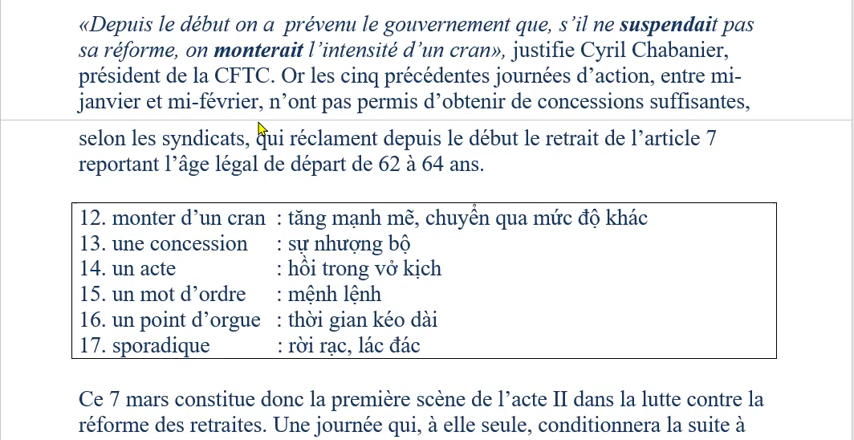 «Depuis le début on a prévenu le gouvernement que, s’il ne suspendait pas
sa réforme, on monterait l’intensité d’un cran», justifie Cyril Chabanier,
président de la CFTC. Or les cinq précédentes journées d’action, entre mi-
janvier et mi-février, n’ont pas permis d’obtenir de concessions suffisantes,
selon les syndicats, qui réclament depuis le début le retrait de l’article 7
reportant l’âge légal de départ de 62 à 64 ans.
12. monter d’un cran : tăng mạnh mẽ, chuyển qua mức độ khác
13. une concession : sự nhượng bộ
14. un acte : hồi trong vở kịch
15. un mot d’ordre : mệnh lệnh
16. un point d’orgue : thời gian kéo dài
17. sporadique : rời rạc, lác đác
Ce 7 mars constitue donc la première scène de l’acte II dans la lutte contre la
réforme des retraites. Une journée qui, à elle seule, conditionnera la suite à